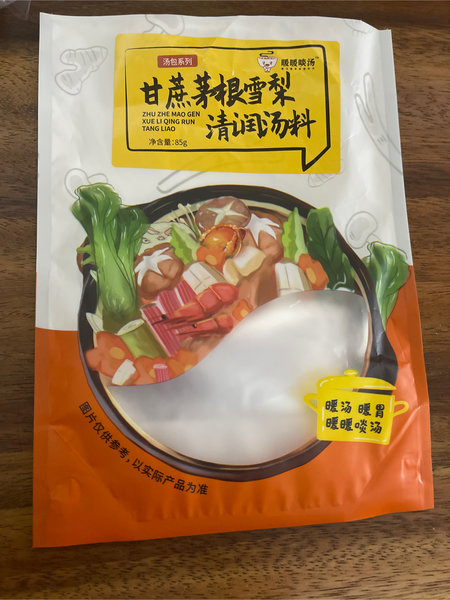 汤包系列
暖暖啖汤
甘蔗茅根雪梨
ZHU ZHE MAO GEN
XUE LI QING RUN
TANG LIAO
清润汤料
净含量:85g
暖汤 暖胃
暖暖啖汤
图片仅供参考，以实际产品为准